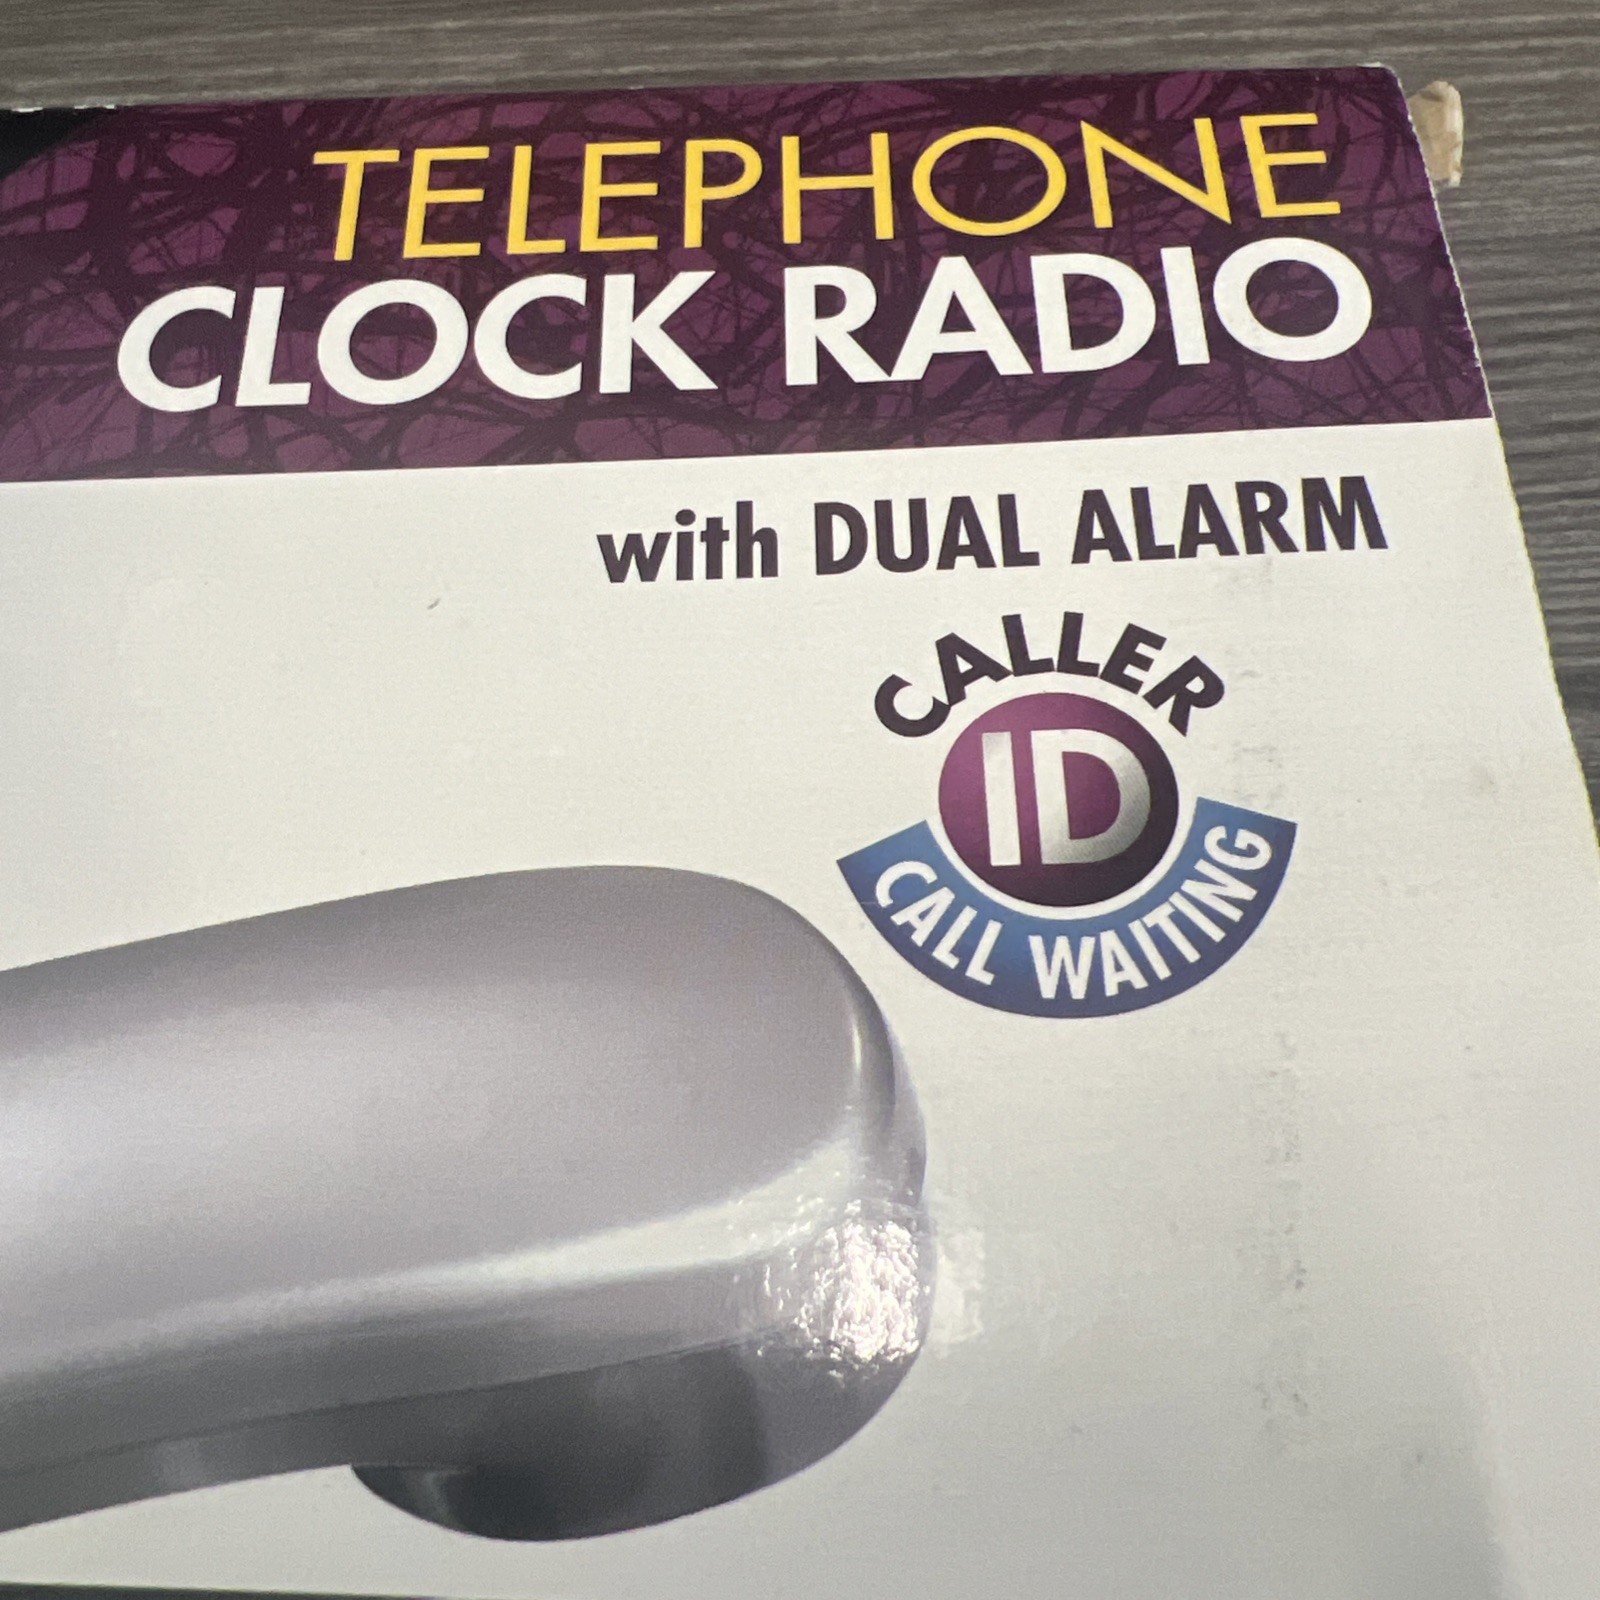 TELEPHONE
CLOCK RADIO
with DUAL ALARM
CALLER
ID
CALL WAITING